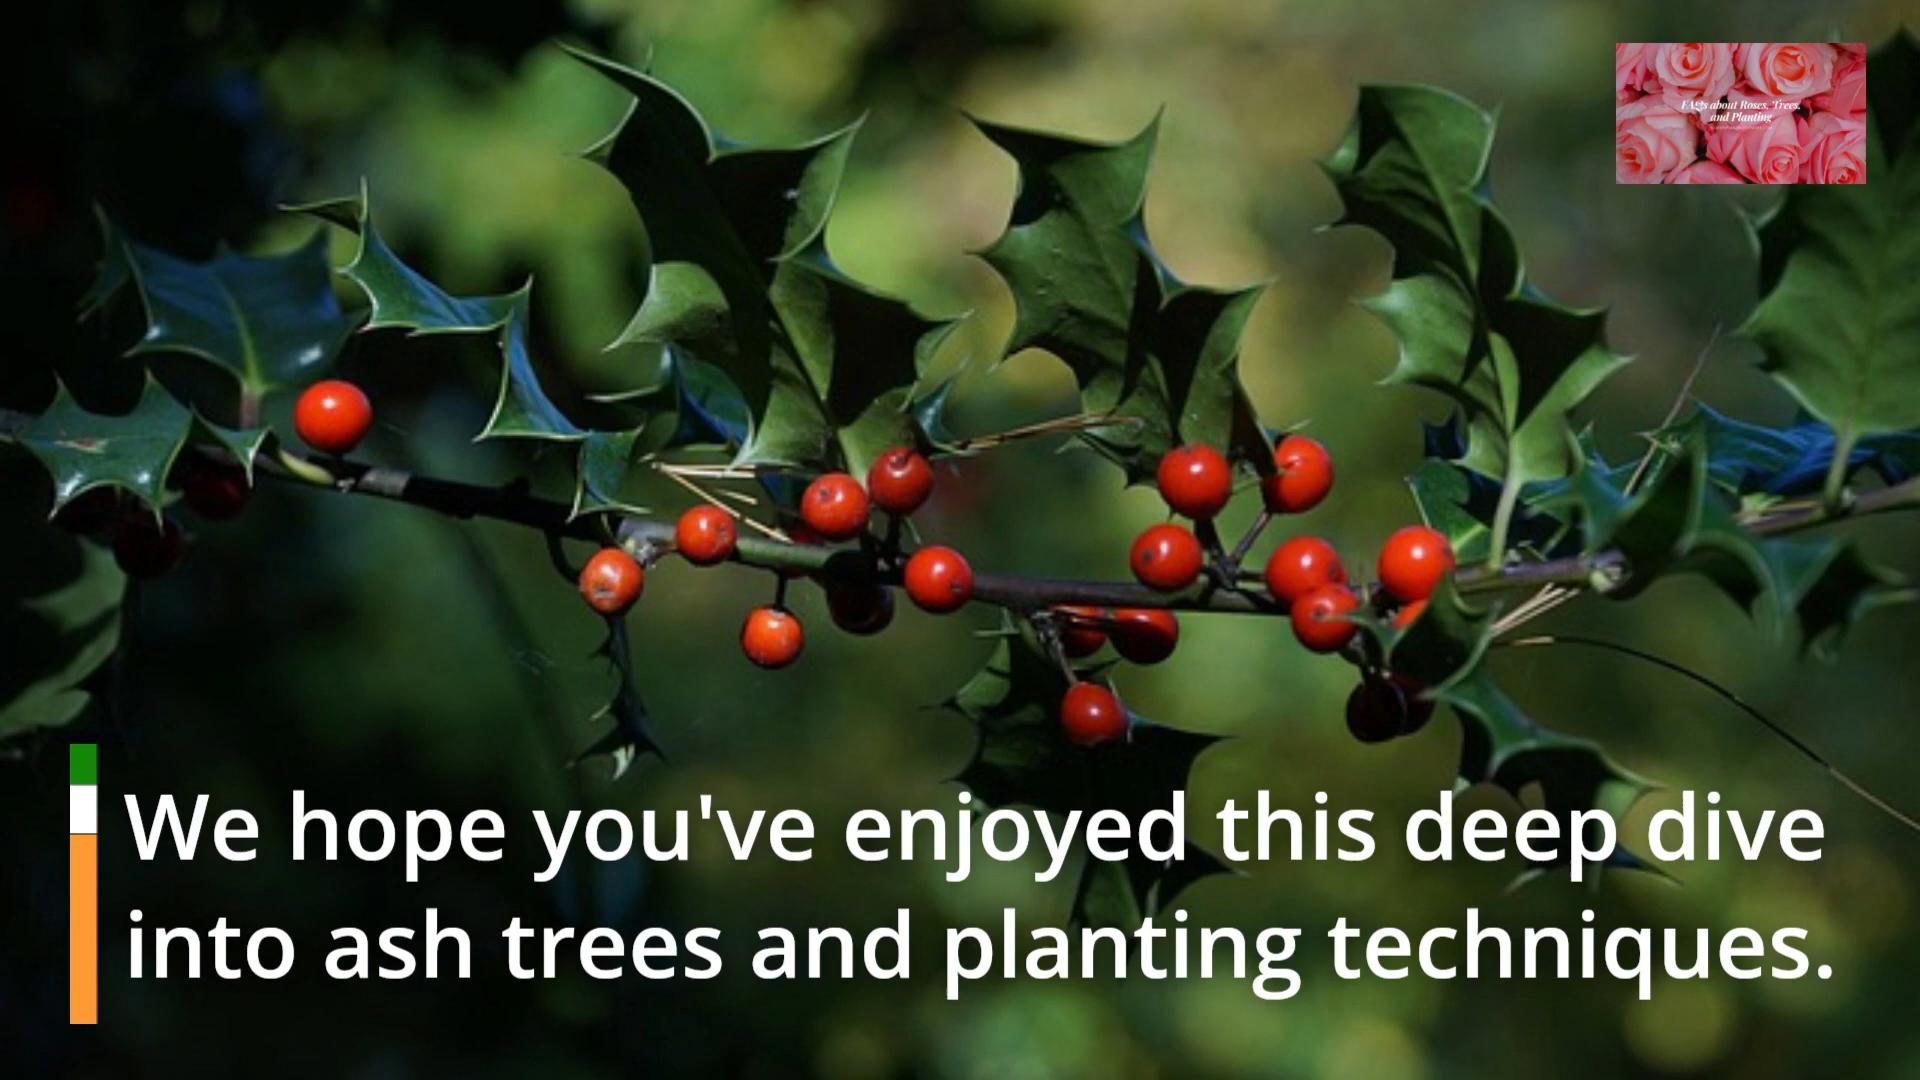 FAQs about Roses, Trees,
and Planting
We hope you've enjoyed this deep dive
into ash trees and planting techniques.